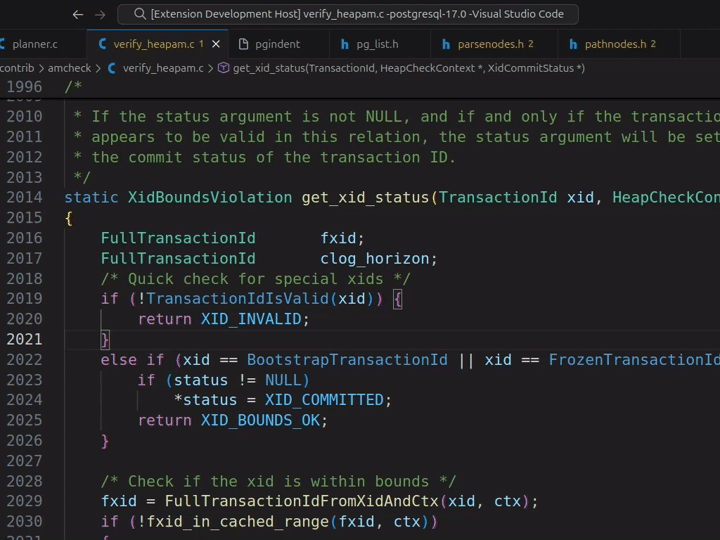 [Extension Development Host] verify_heapam.c -postgresql-17.0 -Visual Studio Code
planner.c verify_heapam.c 1 pgindent pg_list.h parsenodes.h 2 pathnodes.h 2
contrib > amcheck > verify_heapam.c > get_xid_status(TransactionId, HeapCheckContext *, XidCommitStatus *)
1996 /*
2009
2010 * If the status argument is not NULL, and if and only if the transactio
2011 * appears to be valid in this relation, the status argument will be set
2012 * the commit status of the transaction ID.
2013 */
2014 static XidBoundsViolation get_xid_status(TransactionId xid, HeapCheckCon
2015 {
2016 FullTransactionId fxid;
2017 FullTransactionId clog_horizon;
2018 /* Quick check for special xids */
2019 if (!TransactionIdIsValid(xid)) {
2020 return XID_INVALID;
2021 }
2022 else if (xid == BootstrapTransactionId || xid == FrozenTransactionId
2023 if (status != NULL)
2024 *status = XID_COMMITTED;
2025 return XID_BOUNDS_OK;
2026 }
2027
2028 /* Check if the xid is within bounds */
2029 fxid = FullTransactionIdFromXidAndCtx(xid, ctx);
2030 if (!fxid_in_cached_range(fxid, ctx))
2031 {